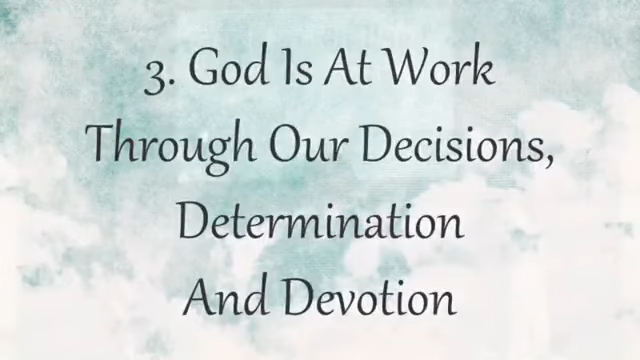 3. God Is At Work
Through Our Decisions,
Determination
And Devotion